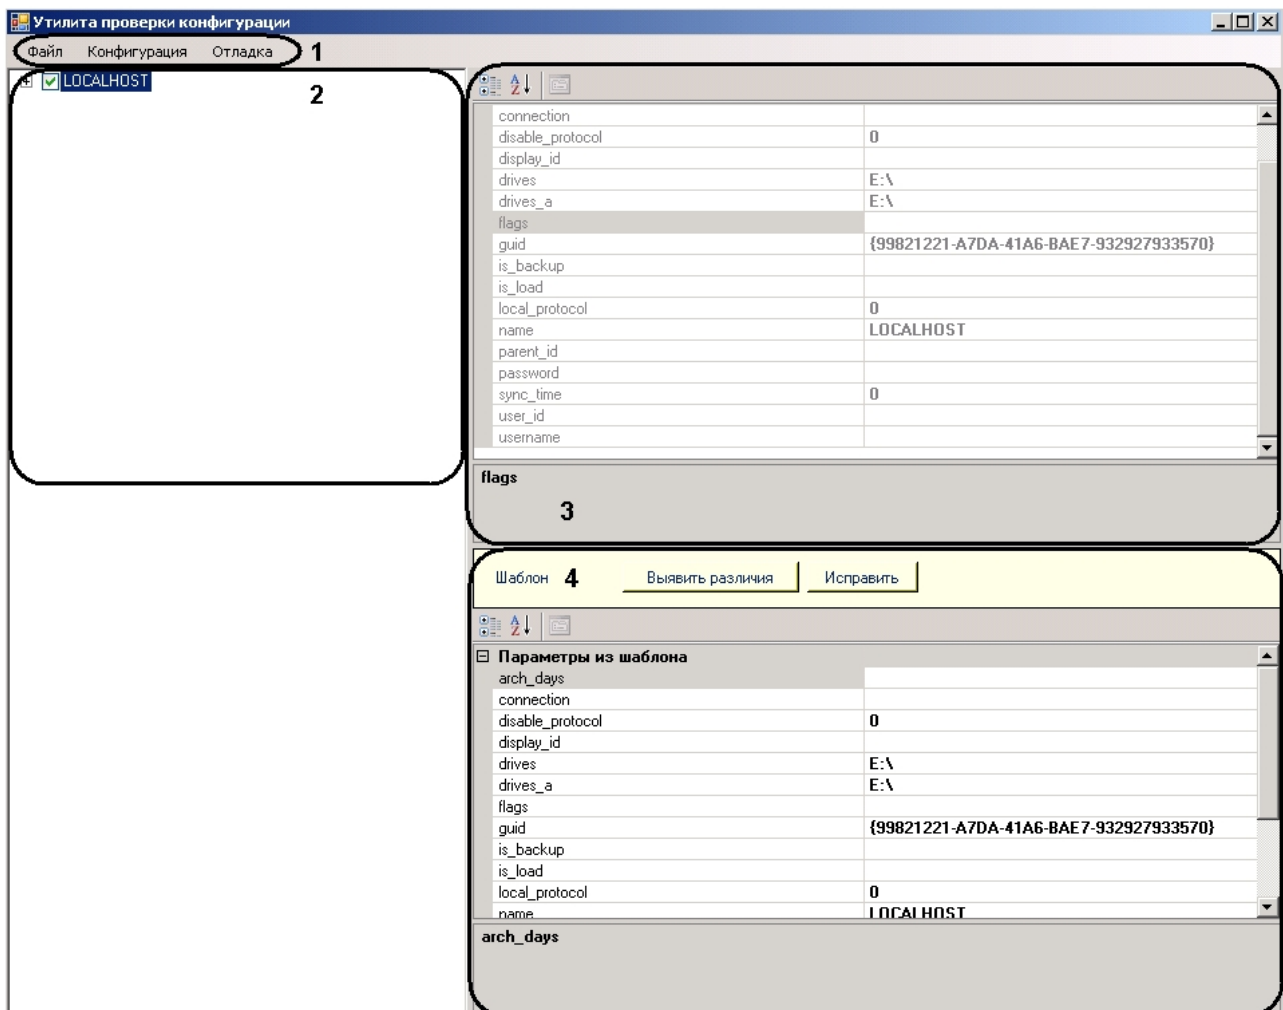 Утилита проверки конфигурации
Файл Конфигурация Отладка 1
LOCALHOST
2
connection
disable_protocol 0
display_id
drives E:\
drives_a E:\
flags
guid {99821221-A7DA-41A6-BAE7-932927933570}
is_backup
is_load
local_protocol 0
name LOCALHOST
parent_id
password
sync_time 0
user_id
username
flags
3
Шаблон 4 Выявить различия Исправить
Параметры из шаблона
arch_days
connection
disable_protocol 0
display_id
drives E:\
drives_a E:\
flags
guid {99821221-A7DA-41A6-BAE7-932927933570}
is_backup
is_load
local_protocol 0
name LOCALHOST
arch_days